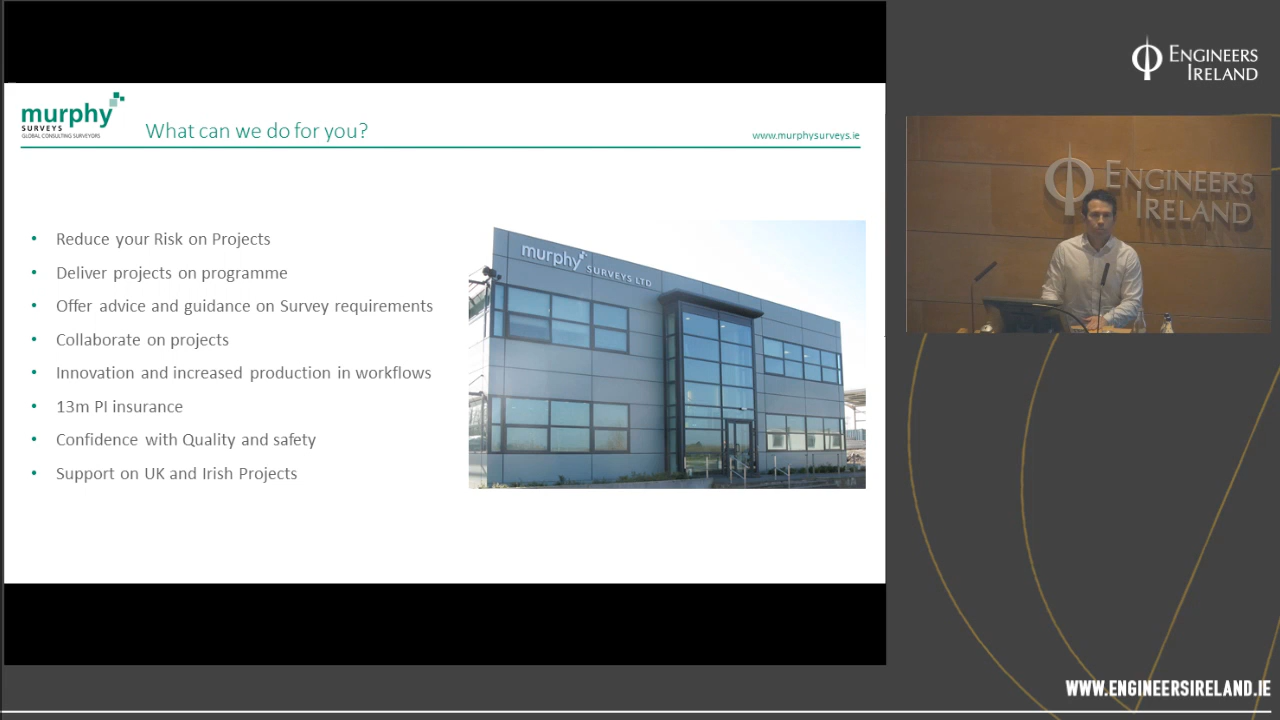 murphy
SURVEYS
GLOBAL CONSULTING SURVEYORS
What can we do for you?
www.murphysurveys.ie
• Reduce your Risk on Projects
• Deliver projects on programme
• Offer advice and guidance on Survey requirements
• Collaborate on projects
• Innovation and increased production in workflows
• 13m PI insurance
• Confidence with Quality and safety
• Support on UK and Irish Projects
murphy
SURVEYS LTD
ENGINEERS
IRELAND
ENGINEERS
IRELAND
WWW.ENGINEERSIRELAND.IE